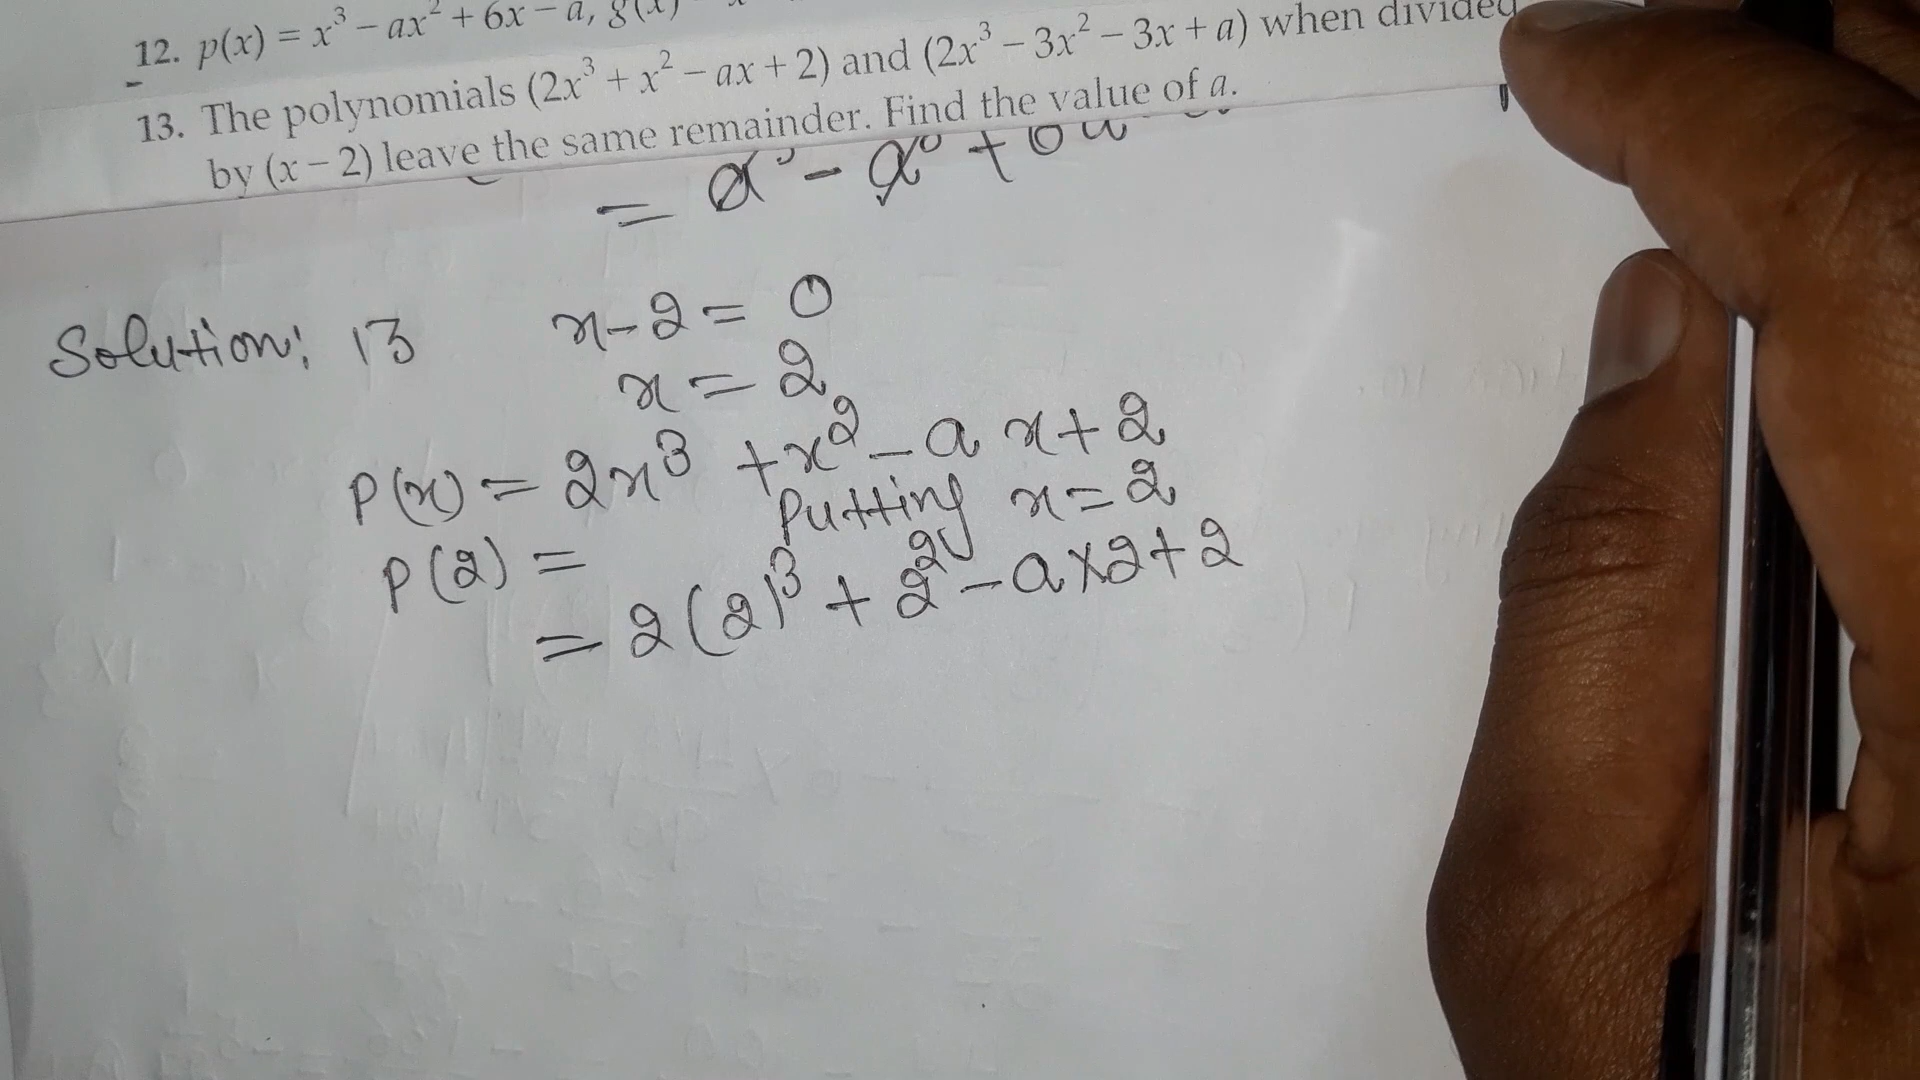 12. p(x) = x³ − ax² + 6x − a, g(x)
13. The polynomials (2x³ + x² − ax + 2) and (2x³ − 3x² − 3x + a) when divided
by (x − 2) leave the same remainder. Find the value of a.
Solution: 13 x-2 = 0
x = 2
P(x) = 2x³ + x² - a x + 2
Putting x = 2
P(2) =
= 2(2)³ + 2² - a×2 + 2